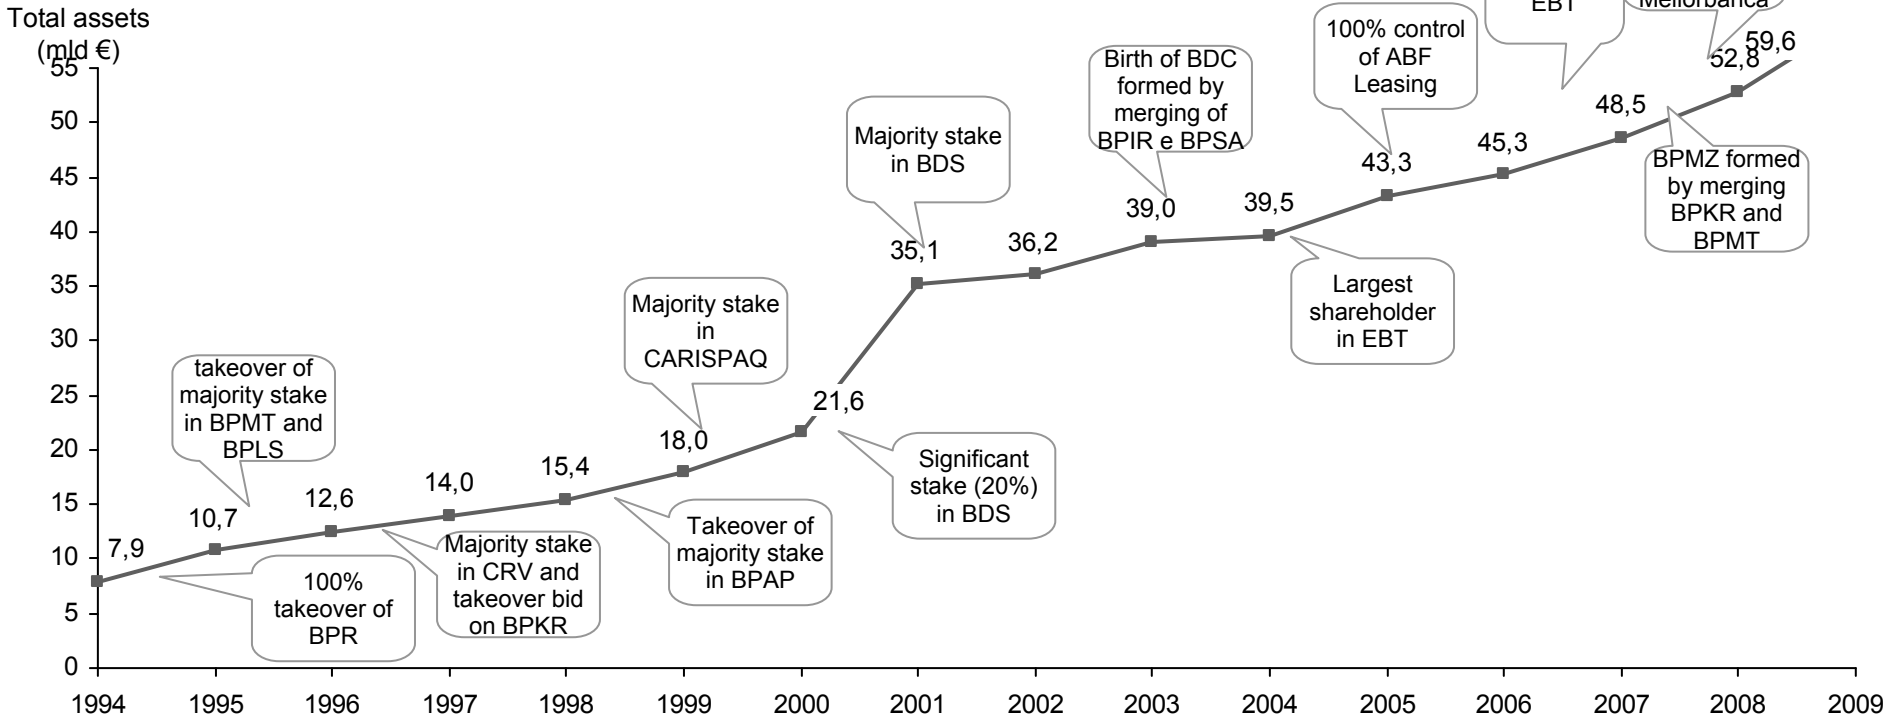 Total assets
(mld €)
55
50
45
40
35
30
25
20
15
10
5
0
1994
1995
1996
1997
1998
1999
2000
2001
2002
2003
2004
2005
2006
2007
2008
2009
7,9
10,7
12,6
14,0
15,4
18,0
21,6
35,1
36,2
39,0
39,5
43,3
45,3
48,5
52,8
59,6
100%
takeover of
BPR
takeover of
majority stake
in BPMT and
BPLS
Majority stake
in CRV and
takeover bid
on BPKR
Takeover of
majority stake
in BPAP
Majority stake
in
CARISPAQ
Significant
stake (20%)
in BDS
Majority stake
in BDS
Birth of BDC
formed by
merging of
BPIR e BPSA
Largest
shareholder
in EBT
100% control
of ABF
Leasing
EBT
BPMZ formed
by merging
BPKR and
BPMT